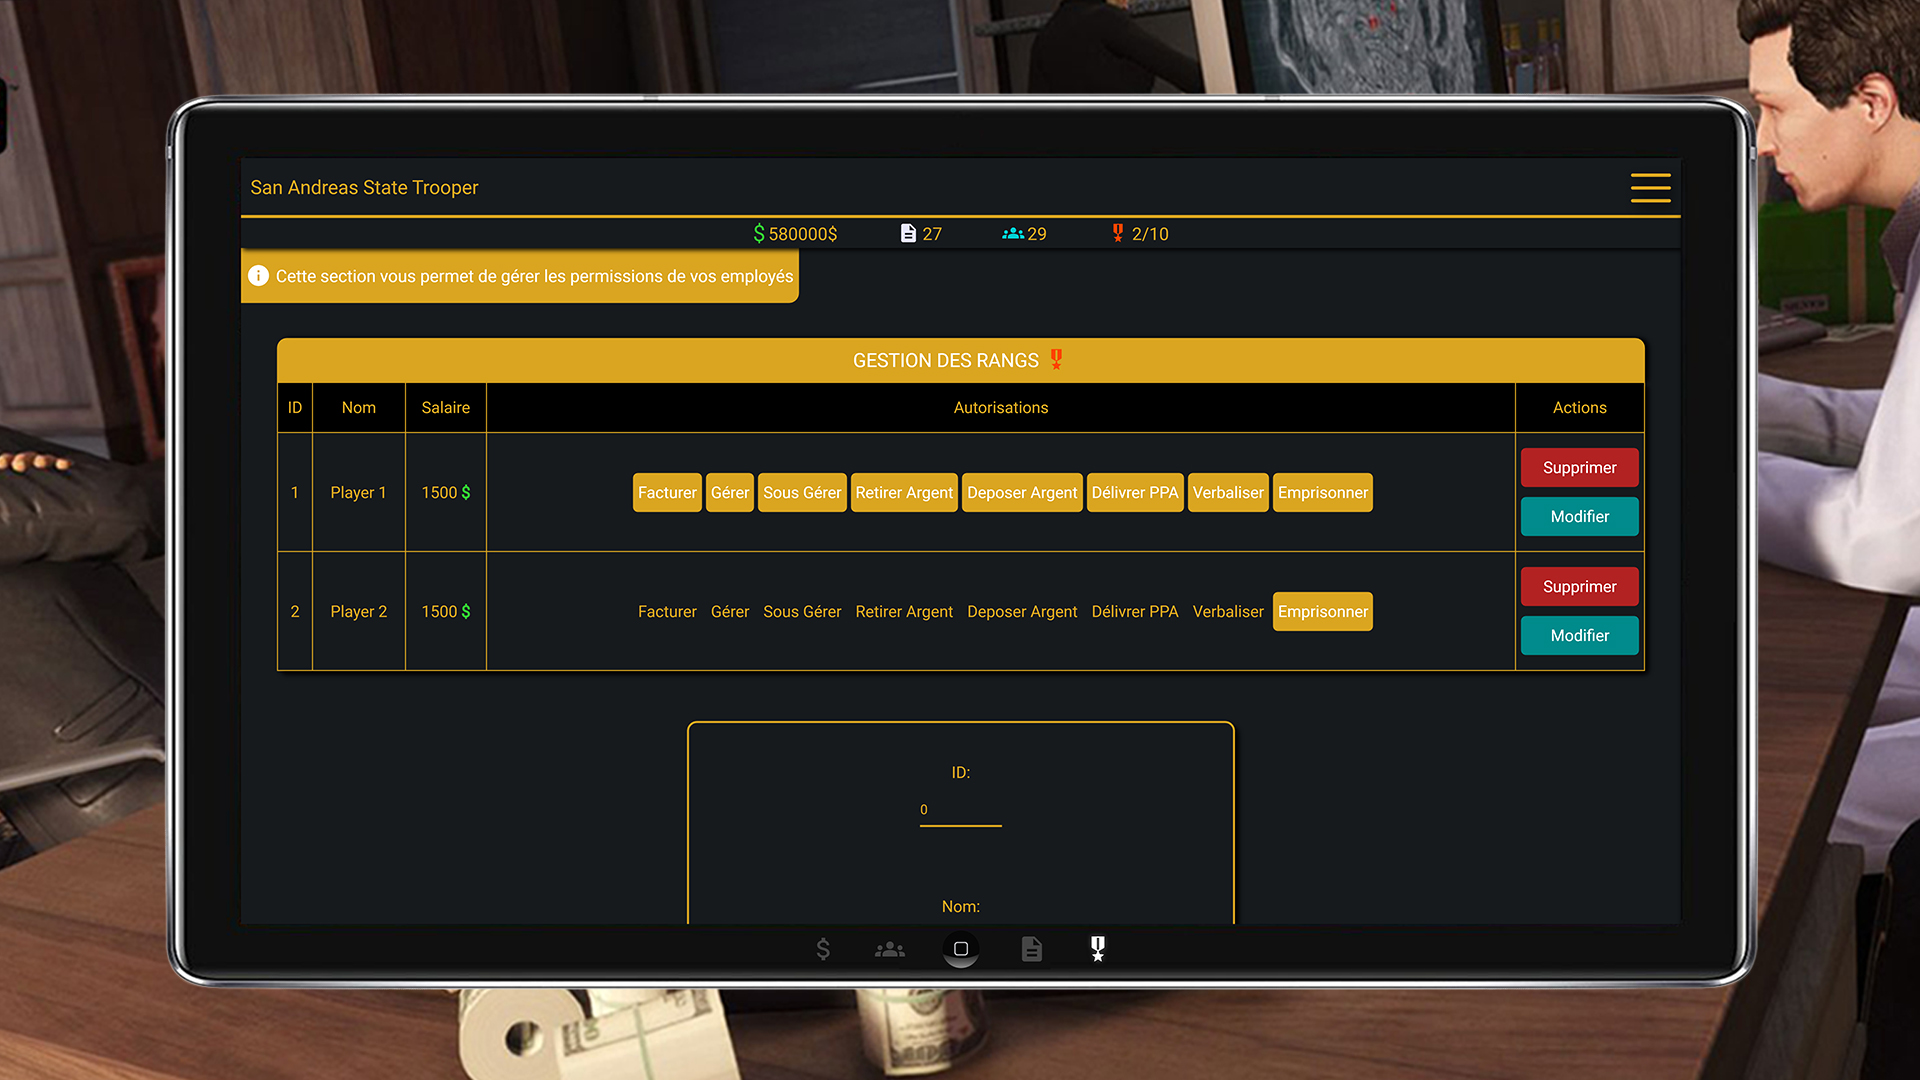 San Andreas State Trooper
$ 580000$ 27 29 2/10
Cette section vous permet de gérer les permissions de vos employés
GESTION DES RANGS
ID Nom Salaire Autorisations Actions
1 Player 1 1500 $ Facturer Gérer Sous Gérer Retirer Argent Deposer Argent Délivrer PPA Verbaliser Emprisonner Supprimer
Modifier
2 Player 2 1500 $ Facturer Gérer Sous Gérer Retirer Argent Deposer Argent Délivrer PPA Verbaliser Emprisonner Supprimer
Modifier
ID:
0
Nom: